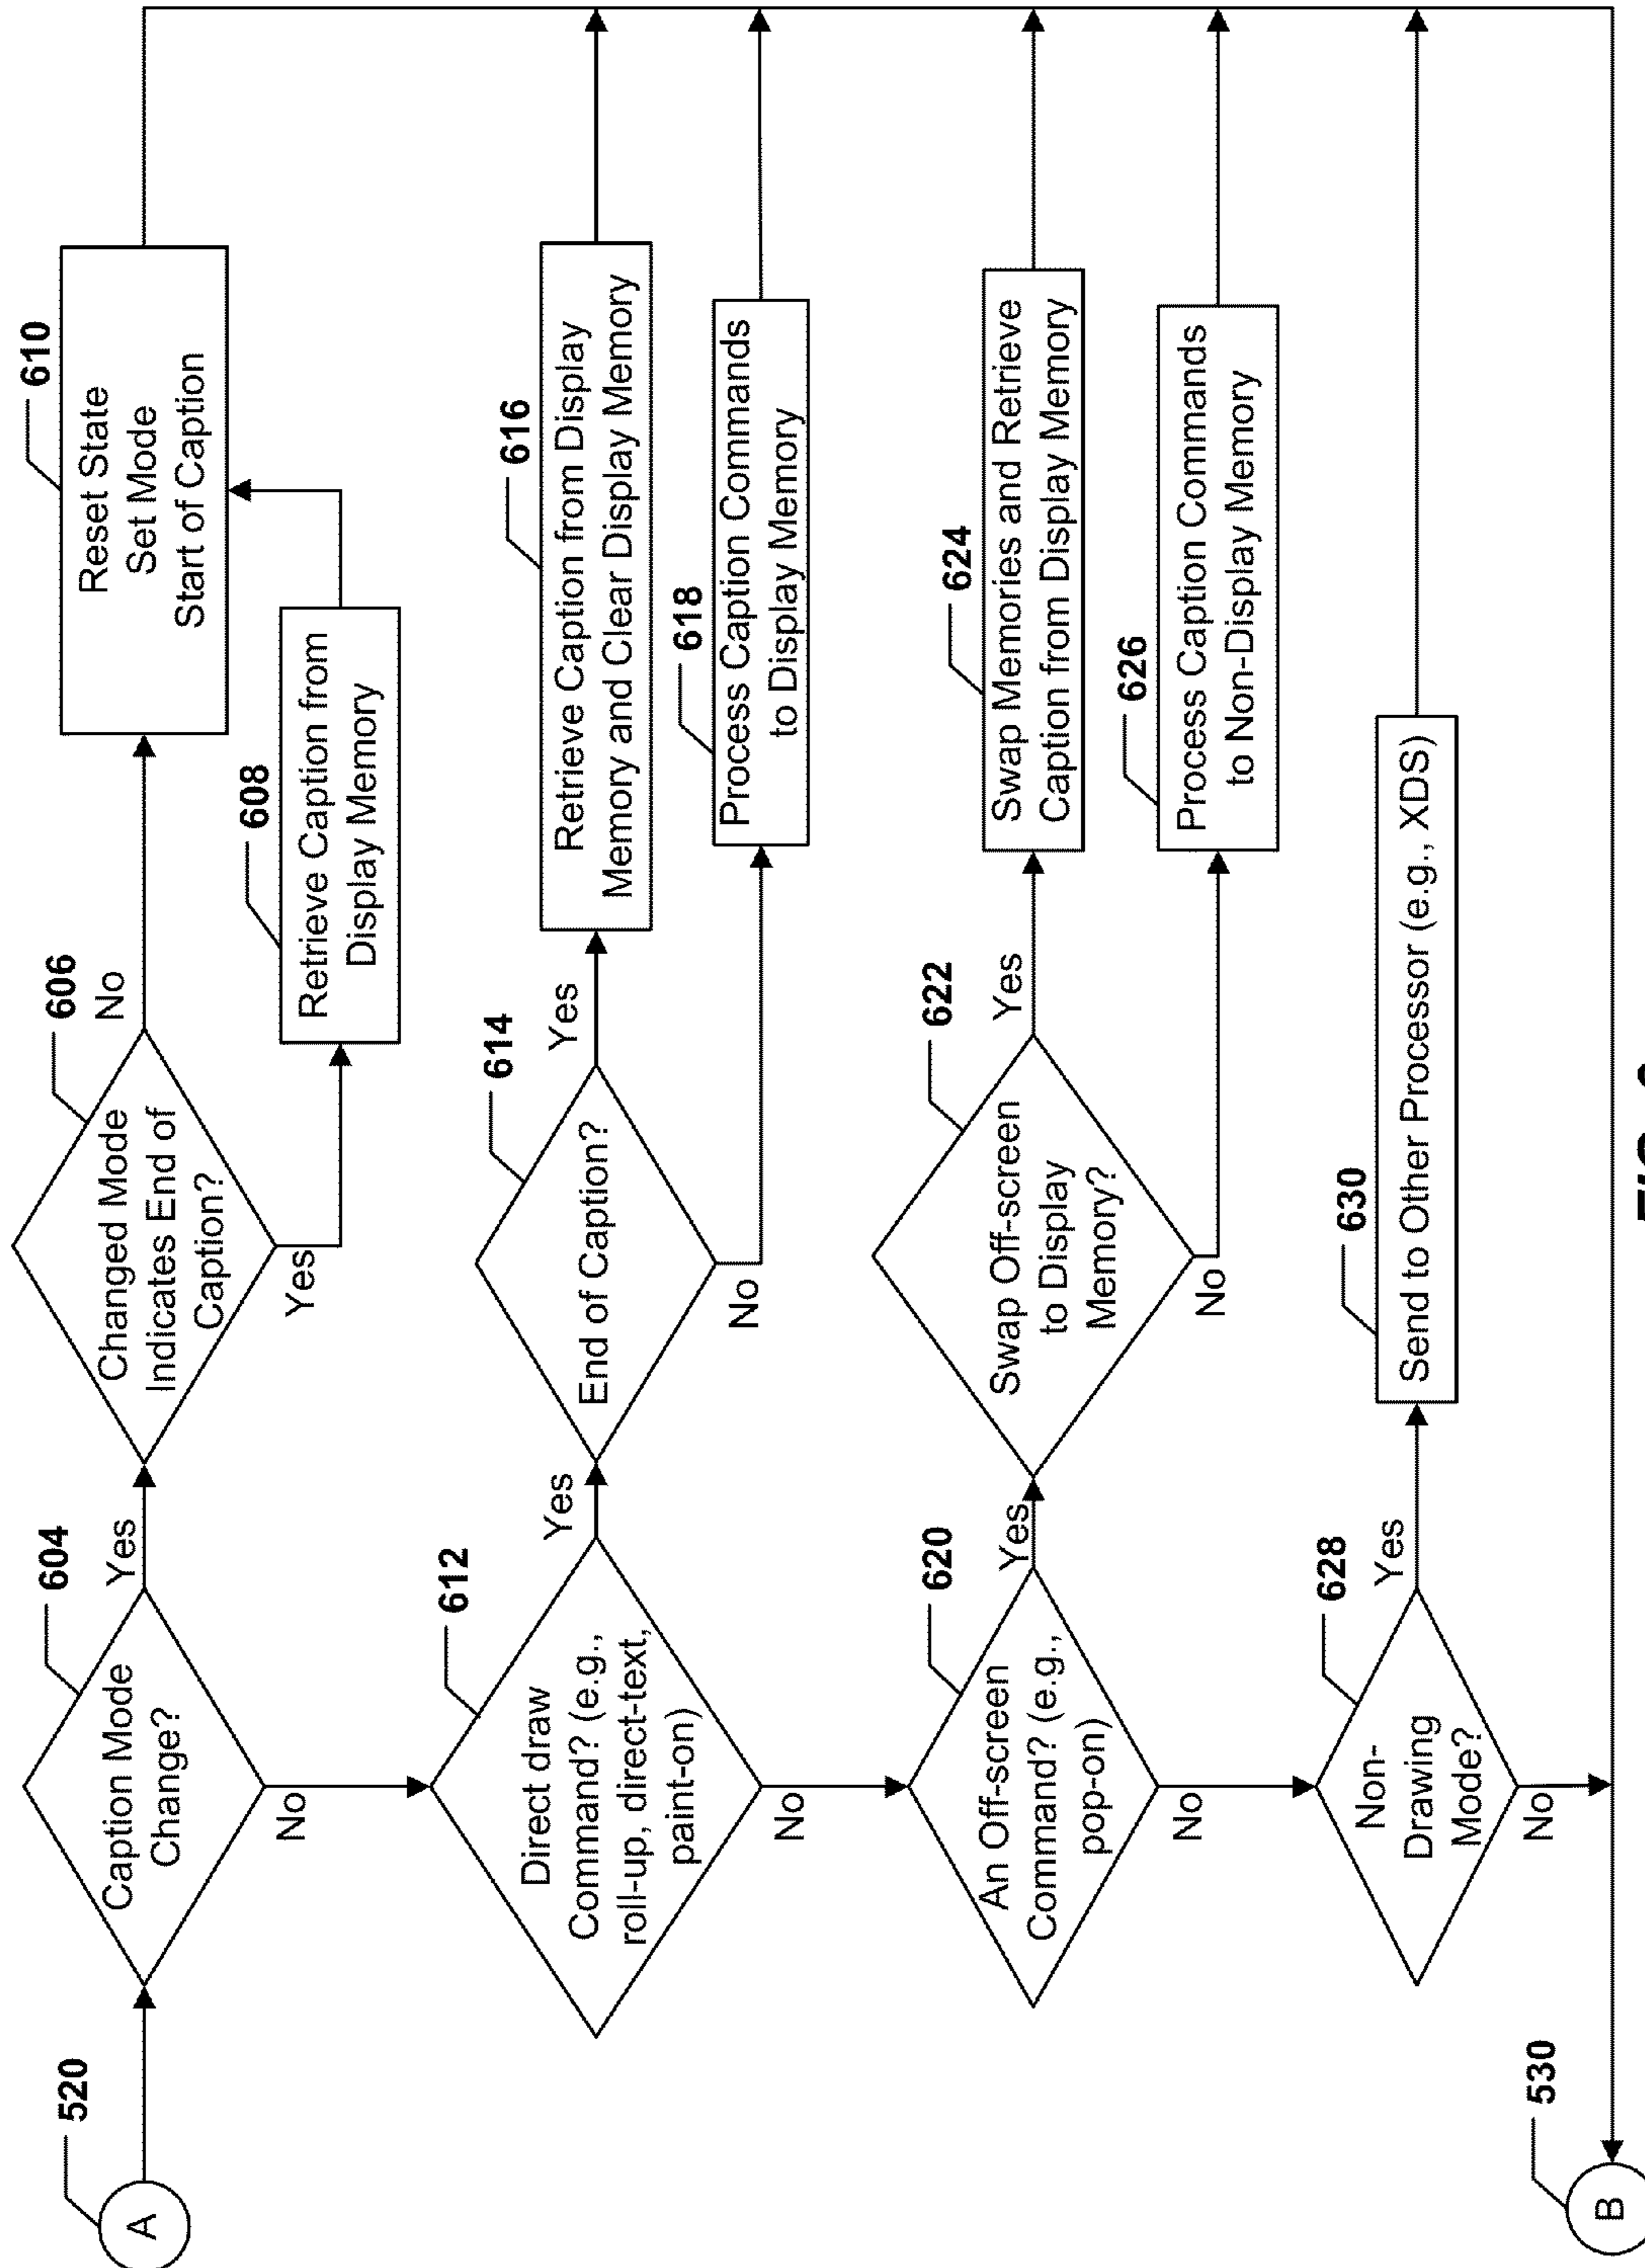 520
A
604
Caption Mode
Change?
Yes
No
606
Changed Mode
Indicates End of
Caption?
No
Yes
608
Retrieve Caption from
Display Memory
610
Reset State
Set Mode
Start of Caption
612
Direct draw
Command? (e.g.,
roll-up, direct-text,
paint-on)
Yes
No
614
End of Caption?
Yes
No
616
Retrieve Caption from Display
Memory and Clear Display Memory
618
Process Caption Commands
to Display Memory
620
An Off-screen
Command? (e.g.,
pop-on)
Yes
No
622
Swap Off-screen
to Display
Memory?
Yes
No
624
Swap Memories and Retrieve
Caption from Display Memory
626
Process Caption Commands
to Non-Display Memory
628
Non-
Drawing
Mode?
Yes
No
630
Send to Other Processor (e.g., XDS)
530
B